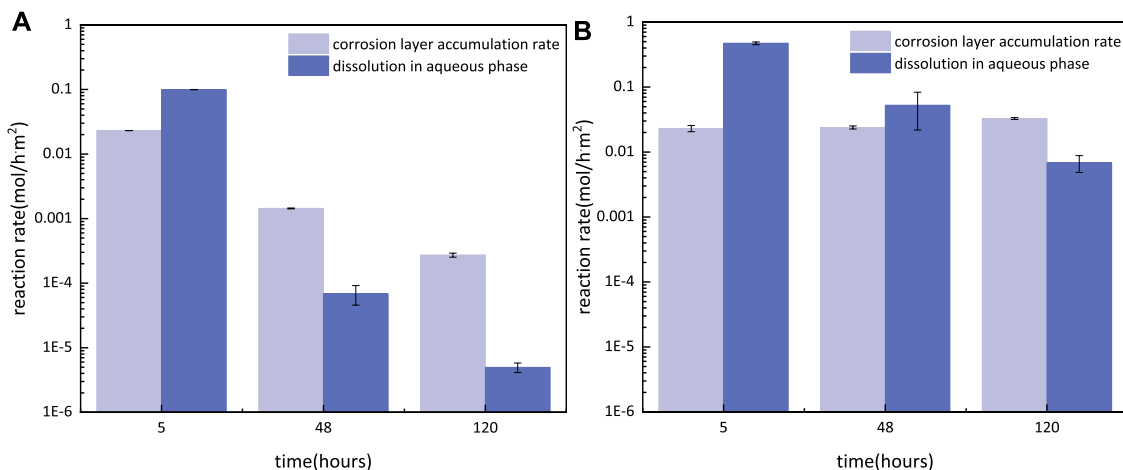 A
corrosion layer accumulation rate
dissolution in aqueous phase
1
0.1
0.01
0.001
1E-4
1E-5
1E-6
reaction rate(mol/h·m²)
5
48
120
time(hours)
B
corrosion layer accumulation rate
dissolution in aqueous phase
1
0.1
0.01
0.001
1E-4
1E-5
1E-6
reaction rate(mol/h·m²)
5
48
120
time(hours)